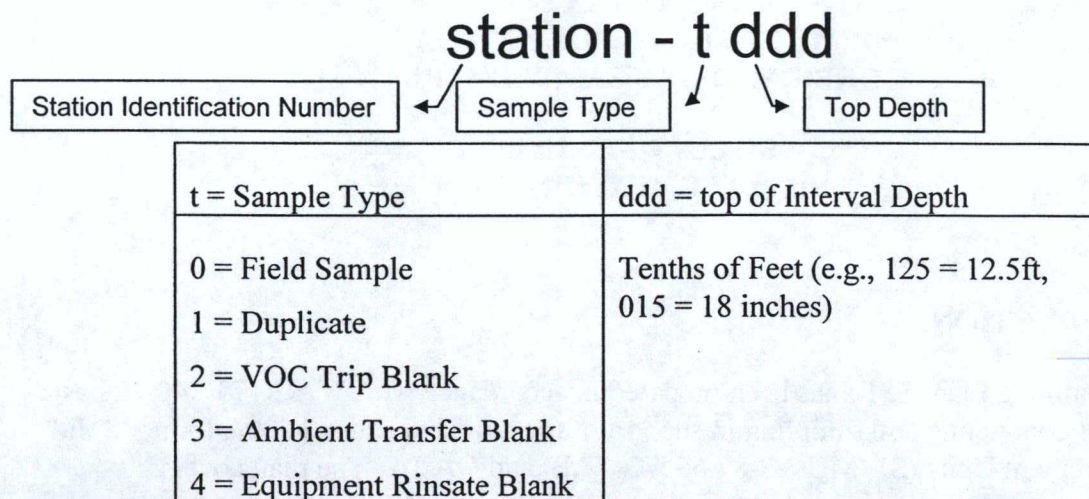 station - t ddd
Station Identification Number
Sample Type
Top Depth
t = Sample Type
ddd = top of Interval Depth
0 = Field Sample
Tenths of Feet (e.g., 125 = 12.5ft,
015 = 18 inches)
1 = Duplicate
2 = VOC Trip Blank
3 = Ambient Transfer Blank
4 = Equipment Rinsate Blank